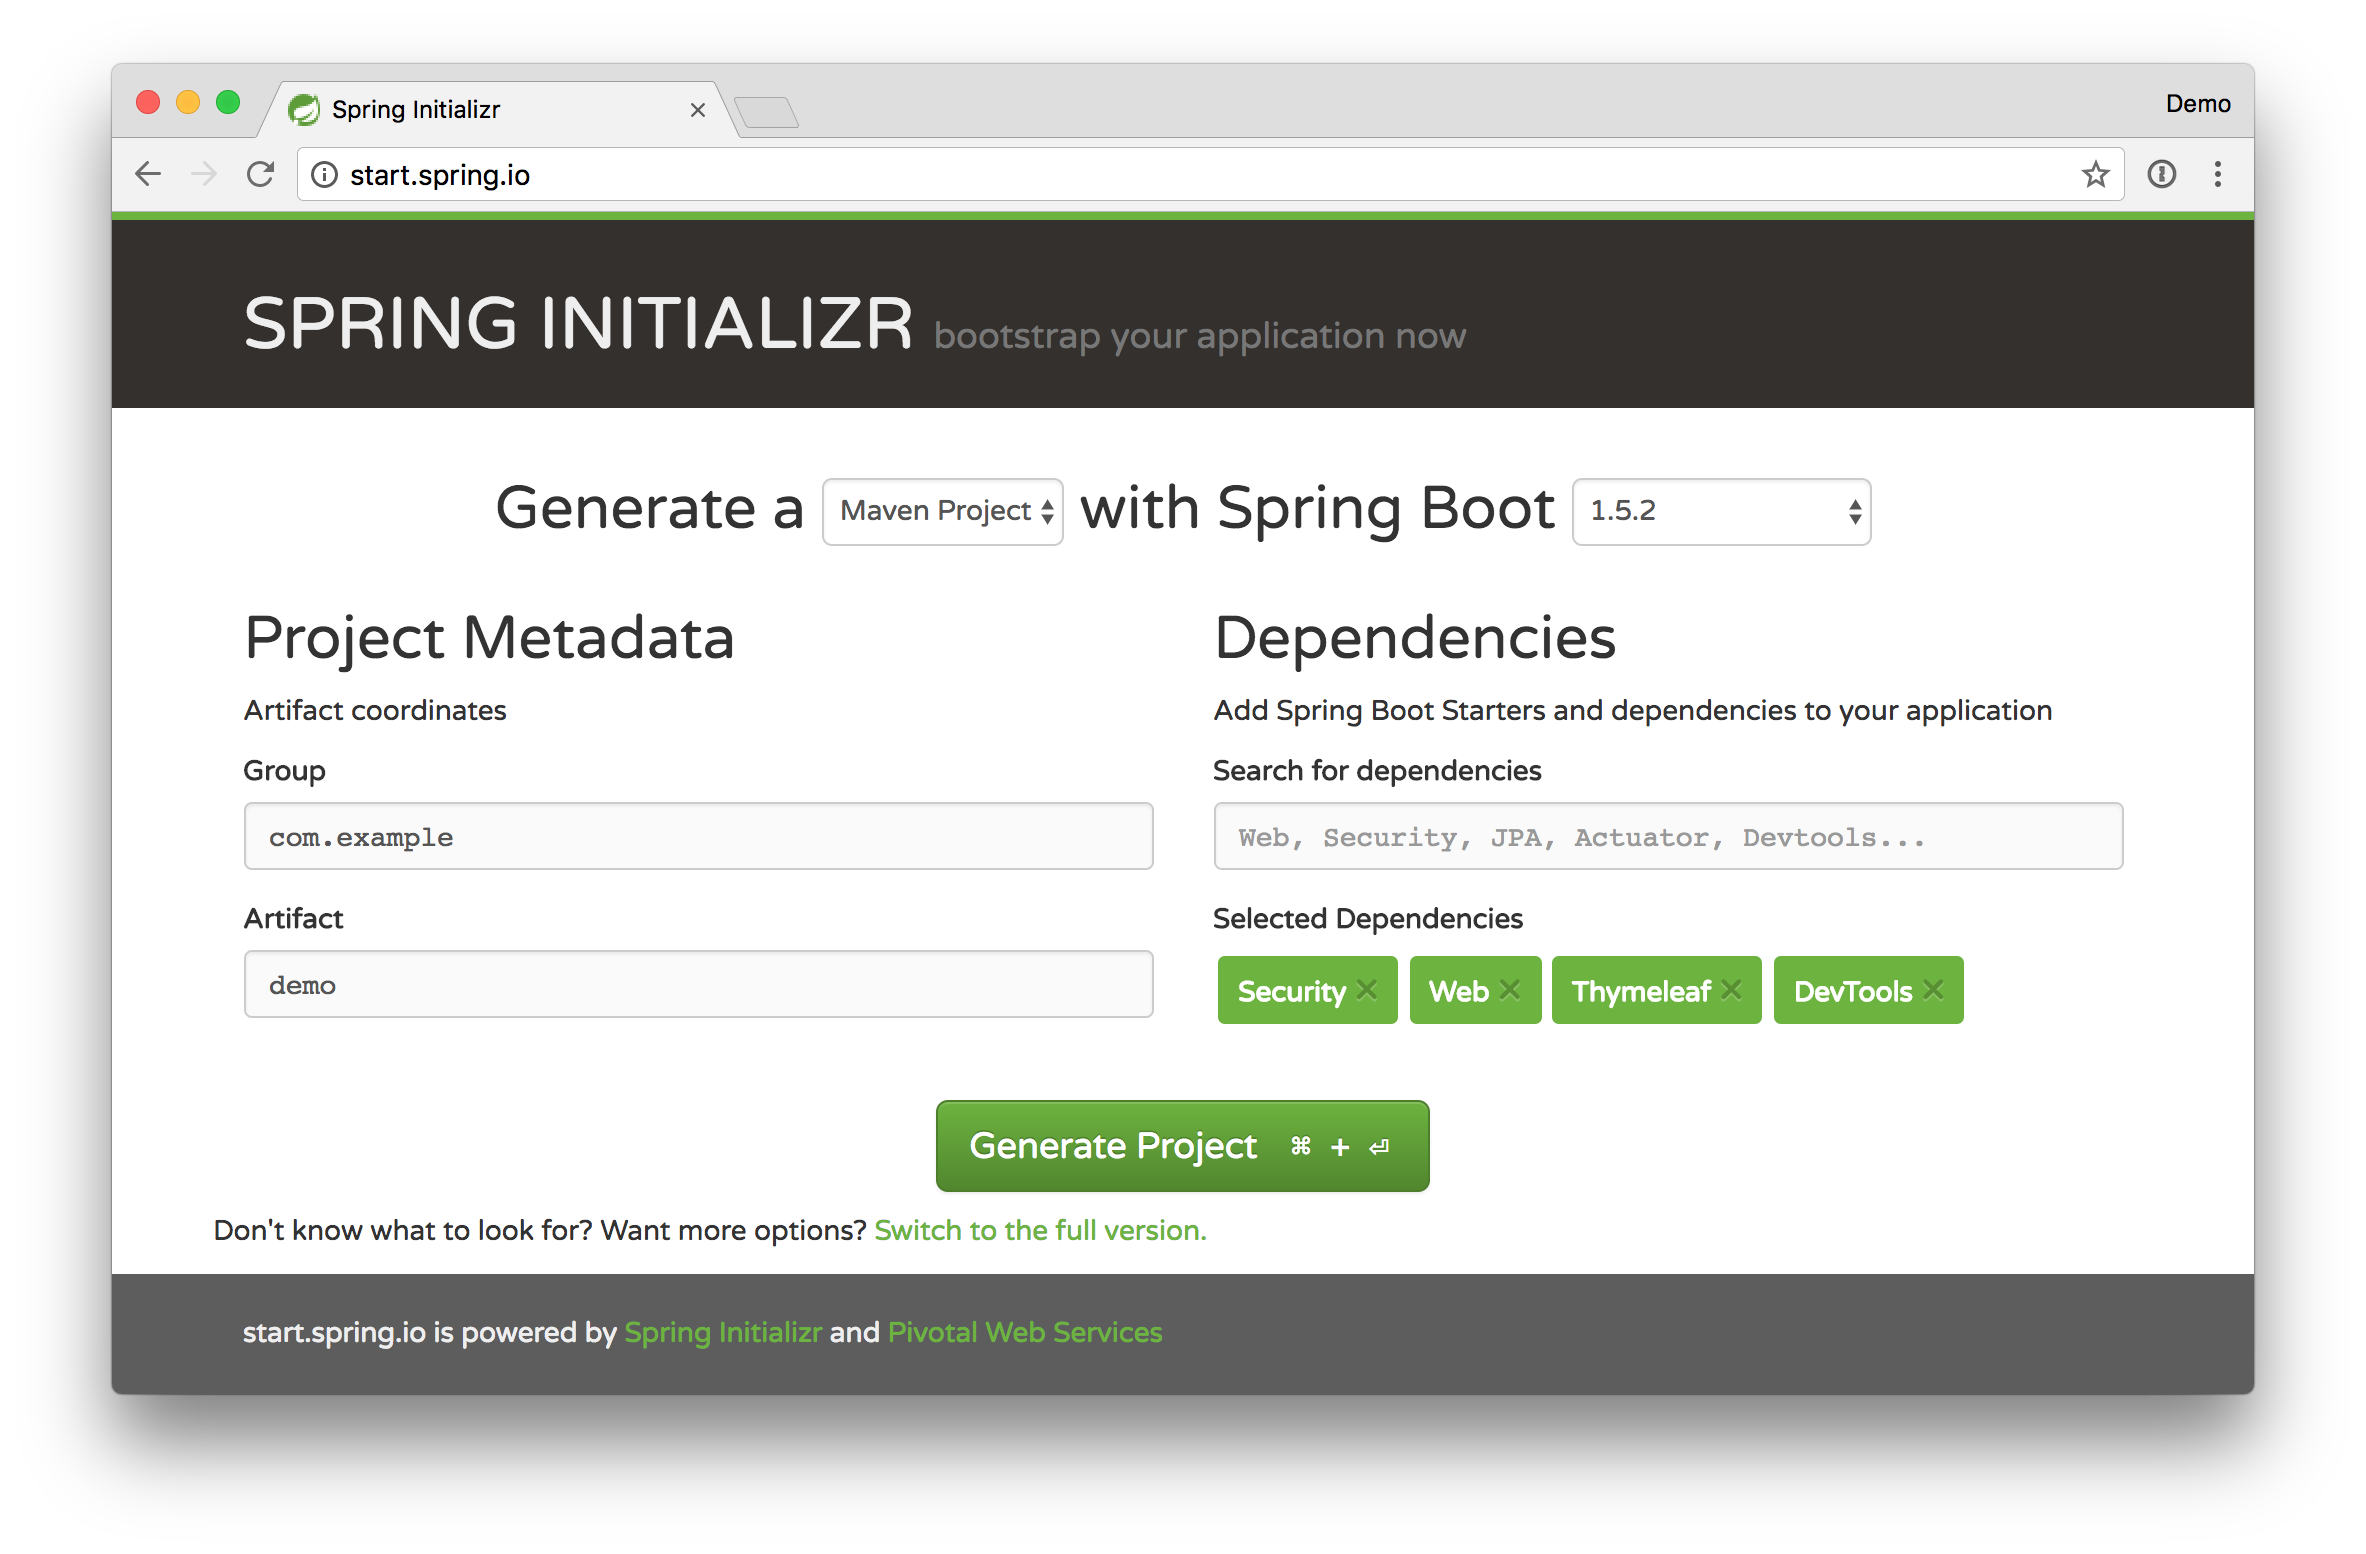 Spring Initializr
Demo
start.spring.io
SPRING INITIALIZR bootstrap your application now
Generate a Maven Project with Spring Boot 1.5.2
Project Metadata
Artifact coordinates
Group
com.example
Artifact
demo
Dependencies
Add Spring Boot Starters and dependencies to your application
Search for dependencies
Web, Security, JPA, Actuator, Devtools...
Selected Dependencies
Security Web Thymeleaf DevTools
Generate Project ⌘ + ⏎
Don't know what to look for? Want more options? Switch to the full version.
start.spring.io is powered by Spring Initializr and Pivotal Web Services